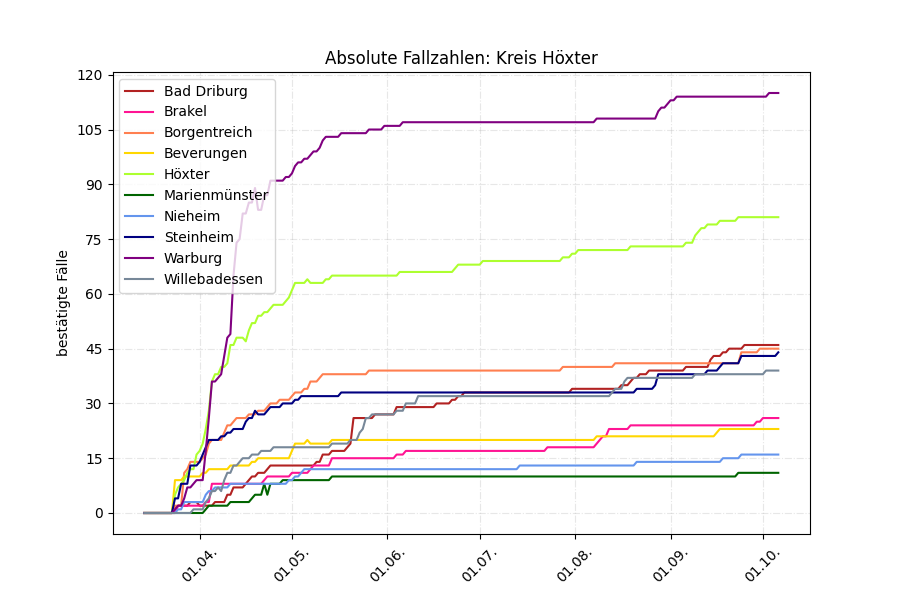 Absolute Fallzahlen: Kreis Höxter
bestätigte Fälle
120
105
90
75
60
45
30
15
0
Bad Driburg
Brakel
Borgentreich
Beverungen
Höxter
Marienmünster
Nieheim
Steinheim
Warburg
Willebadessen
01.04.
01.05.
01.06.
01.07.
01.08.
01.09.
01.10.